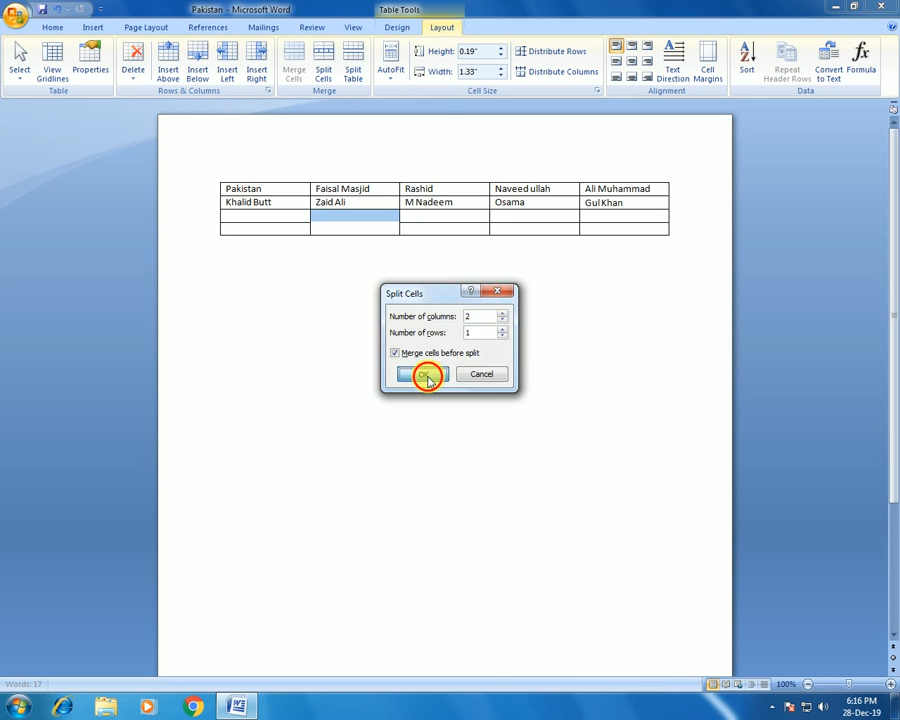 Pakistan - Microsoft Word
Table Tools
Home Insert Page Layout References Mailings Review View Design Layout
Select
View Gridlines
Properties
Delete
Insert Above
Insert Below
Insert Left
Insert Right
Merge Cells
Split Cells
Split Table
AutoFit
Height: 0.19"
Width: 1.33"
Distribute Rows
Distribute Columns
Text Direction
Cell Margins
Sort
Repeat Header Rows
Convert to Text
Formula
Table Rows & Columns Merge Cell Size Alignment Data
Pakistan Faisal Masjid Rashid Naveed ullah Ali Muhammad
Khalid Butt Zaid Ali M Nadeem Osama Gul Khan
Split Cells
Number of columns: 2
Number of rows: 1
Merge cells before split
OK Cancel
Words: 17
100%
6:16 PM
28-Dec-19